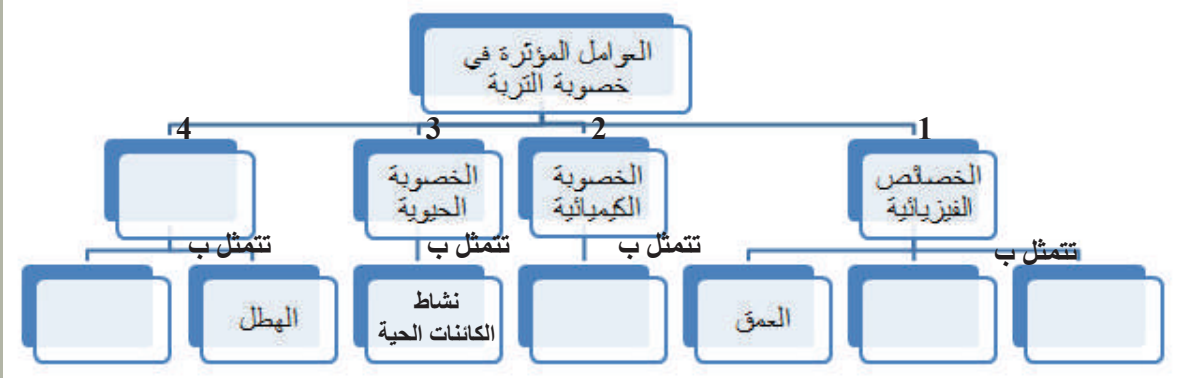 العوامل المؤثرة في
خصوبة التربة
1
2
3
4
الخصائص
الفيزيائية
الخصوبة
الكيميائية
الخصوبة
الحيوية
تتمثل ب
تتمثل ب
تتمثل ب
تتمثل ب
العمق
نشاط
الكائنات الحية
الهطل